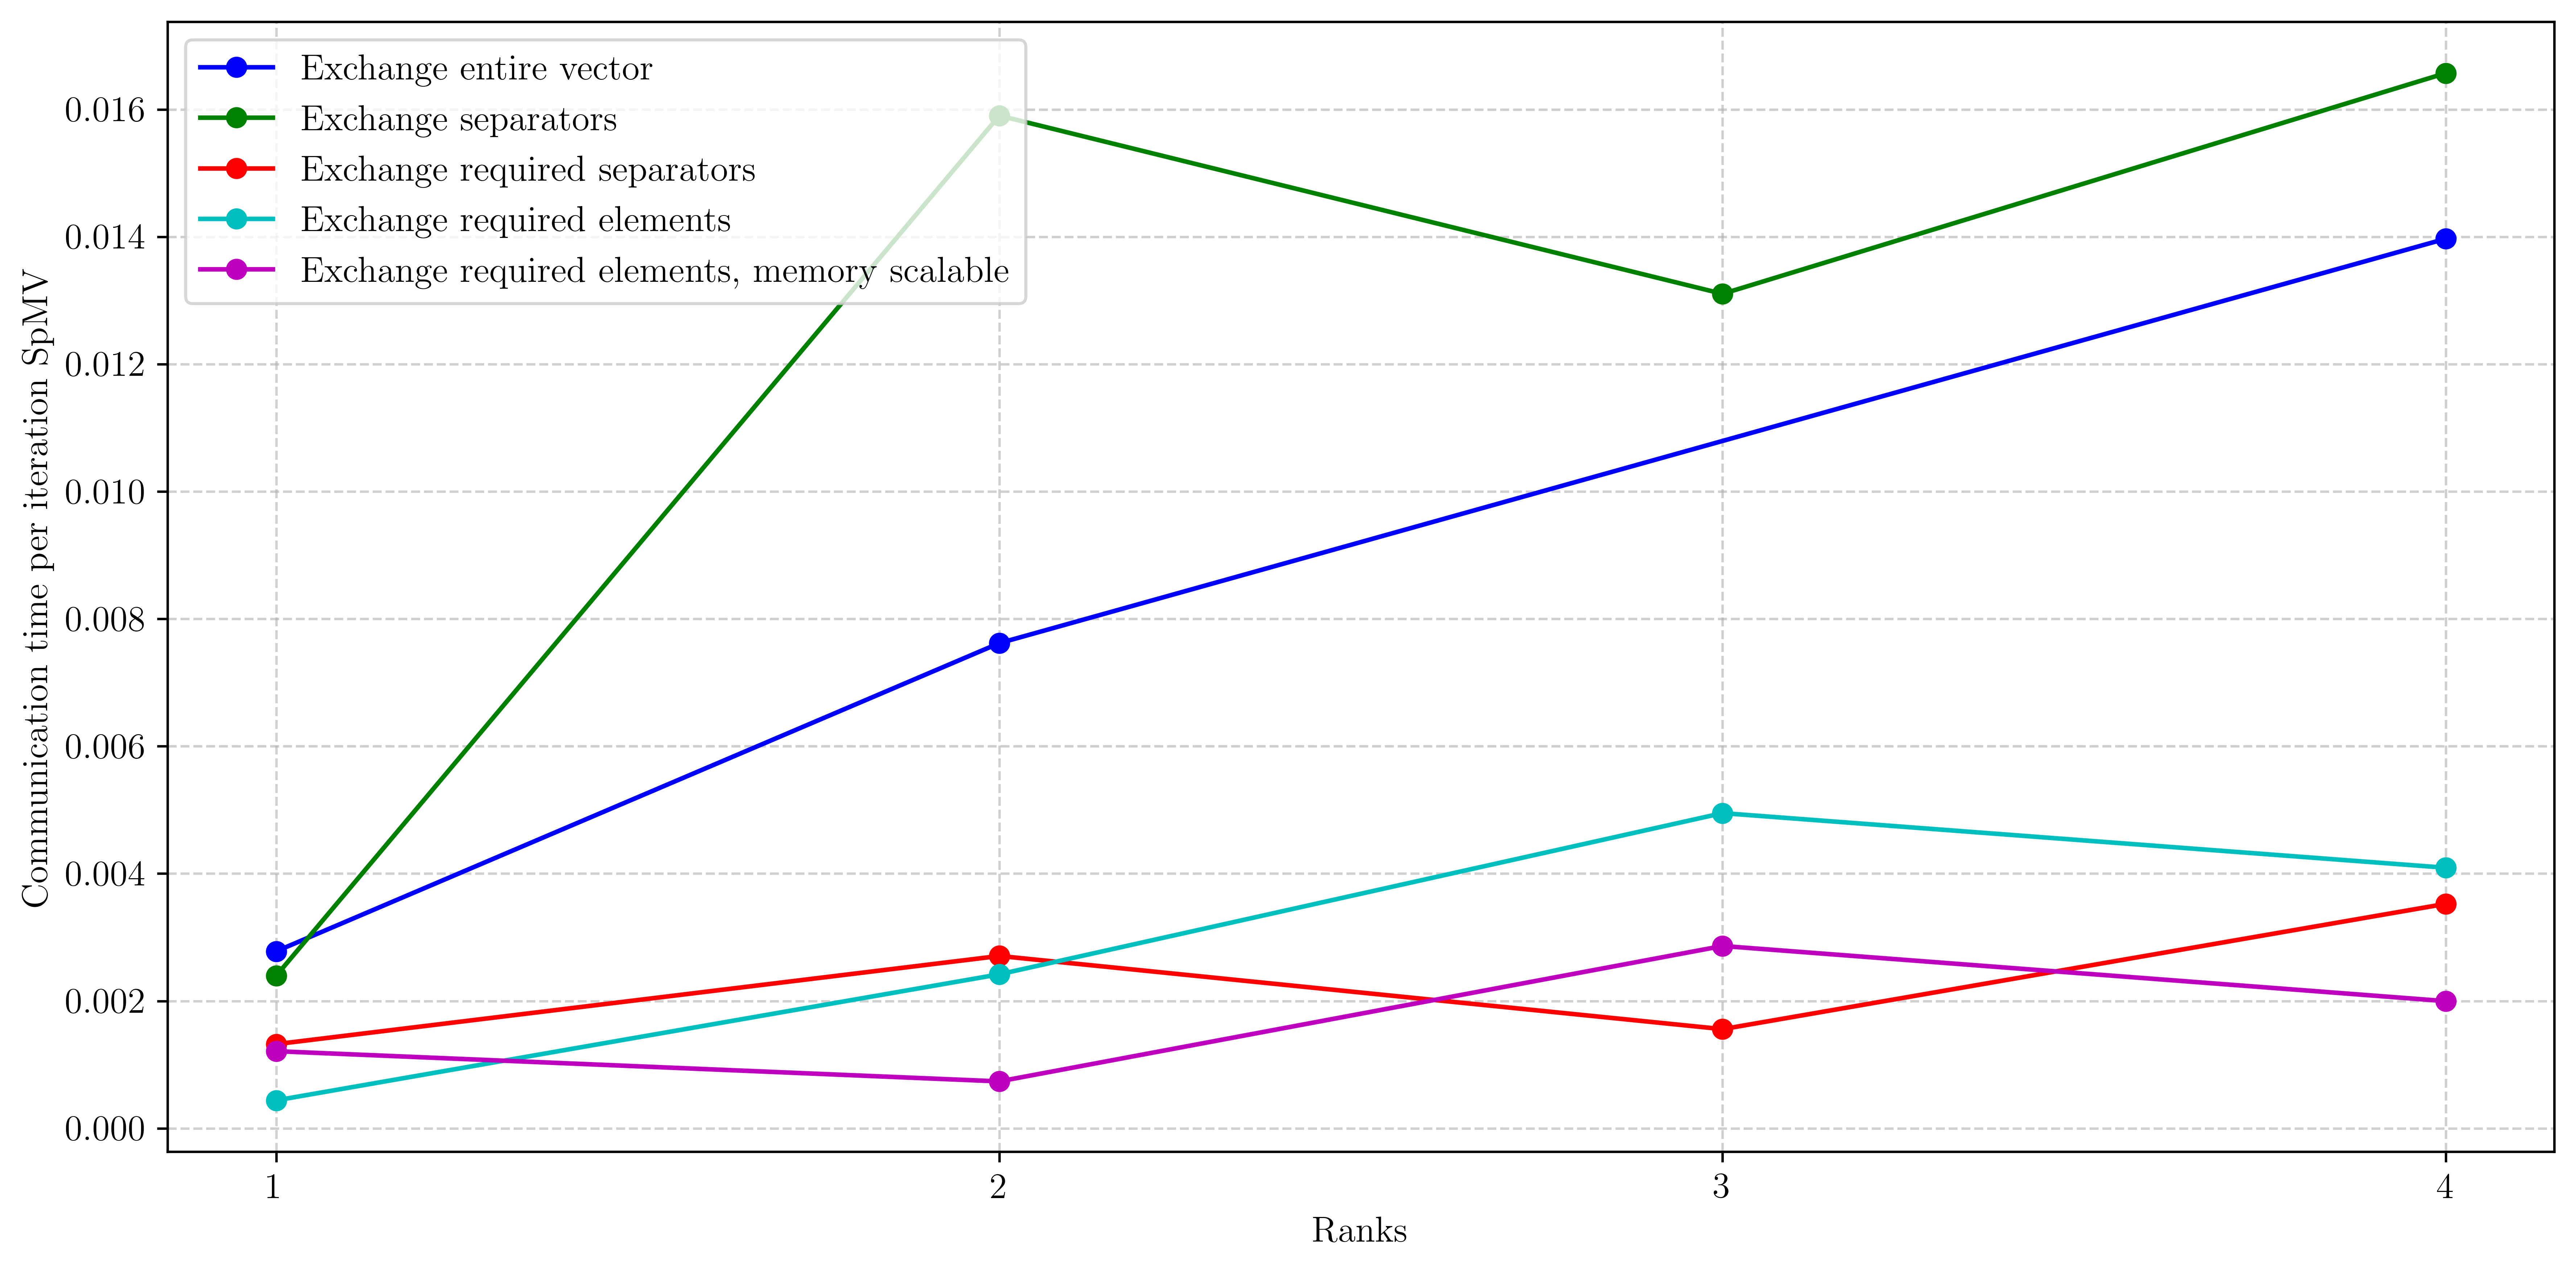 Exchange entire vector
Exchange separators
Exchange required separators
Exchange required elements
Exchange required elements, memory scalable
Communication time per iteration SpMV
0.016
0.014
0.012
0.010
0.008
0.006
0.004
0.002
0.000
1 2 3 4
Ranks